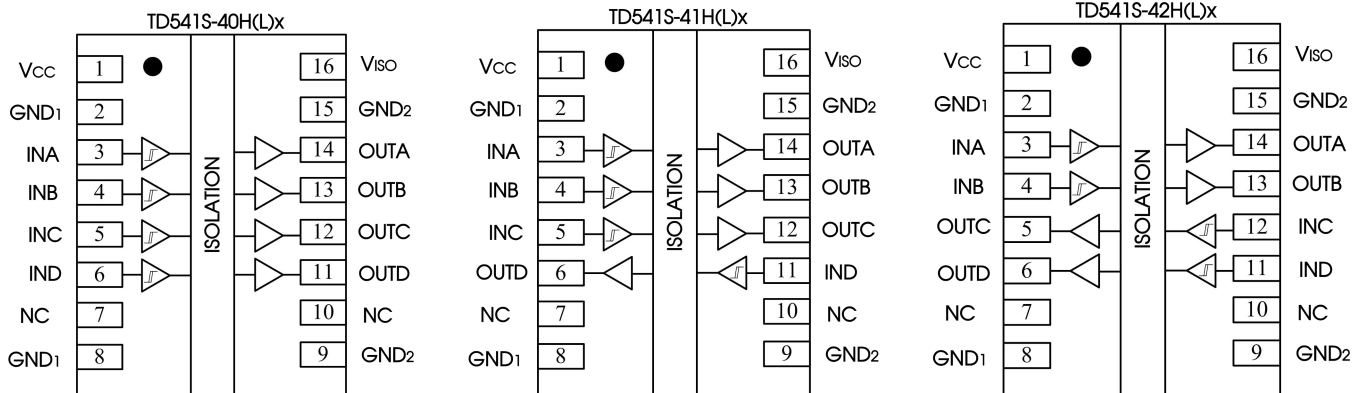 TD541S-40H(L)x
VCC 1 16 VISO
GND1 2 15 GND2
INA 3 14 OUTA
INB 4 13 OUTB
INC 5 12 OUTC
IND 6 11 OUTD
NC 7 10 NC
GND1 8 9 GND2
ISOLATION
TD541S-41H(L)x
VCC 1 16 VISO
GND1 2 15 GND2
INA 3 14 OUTA
INB 4 13 OUTB
INC 5 12 OUTC
OUTD 6 11 IND
NC 7 10 NC
GND1 8 9 GND2
ISOLATION
TD541S-42H(L)x
VCC 1 16 VISO
GND1 2 15 GND2
INA 3 14 OUTA
INB 4 13 OUTB
OUTC 5 12 INC
OUTD 6 11 IND
NC 7 10 NC
GND1 8 9 GND2
ISOLATION